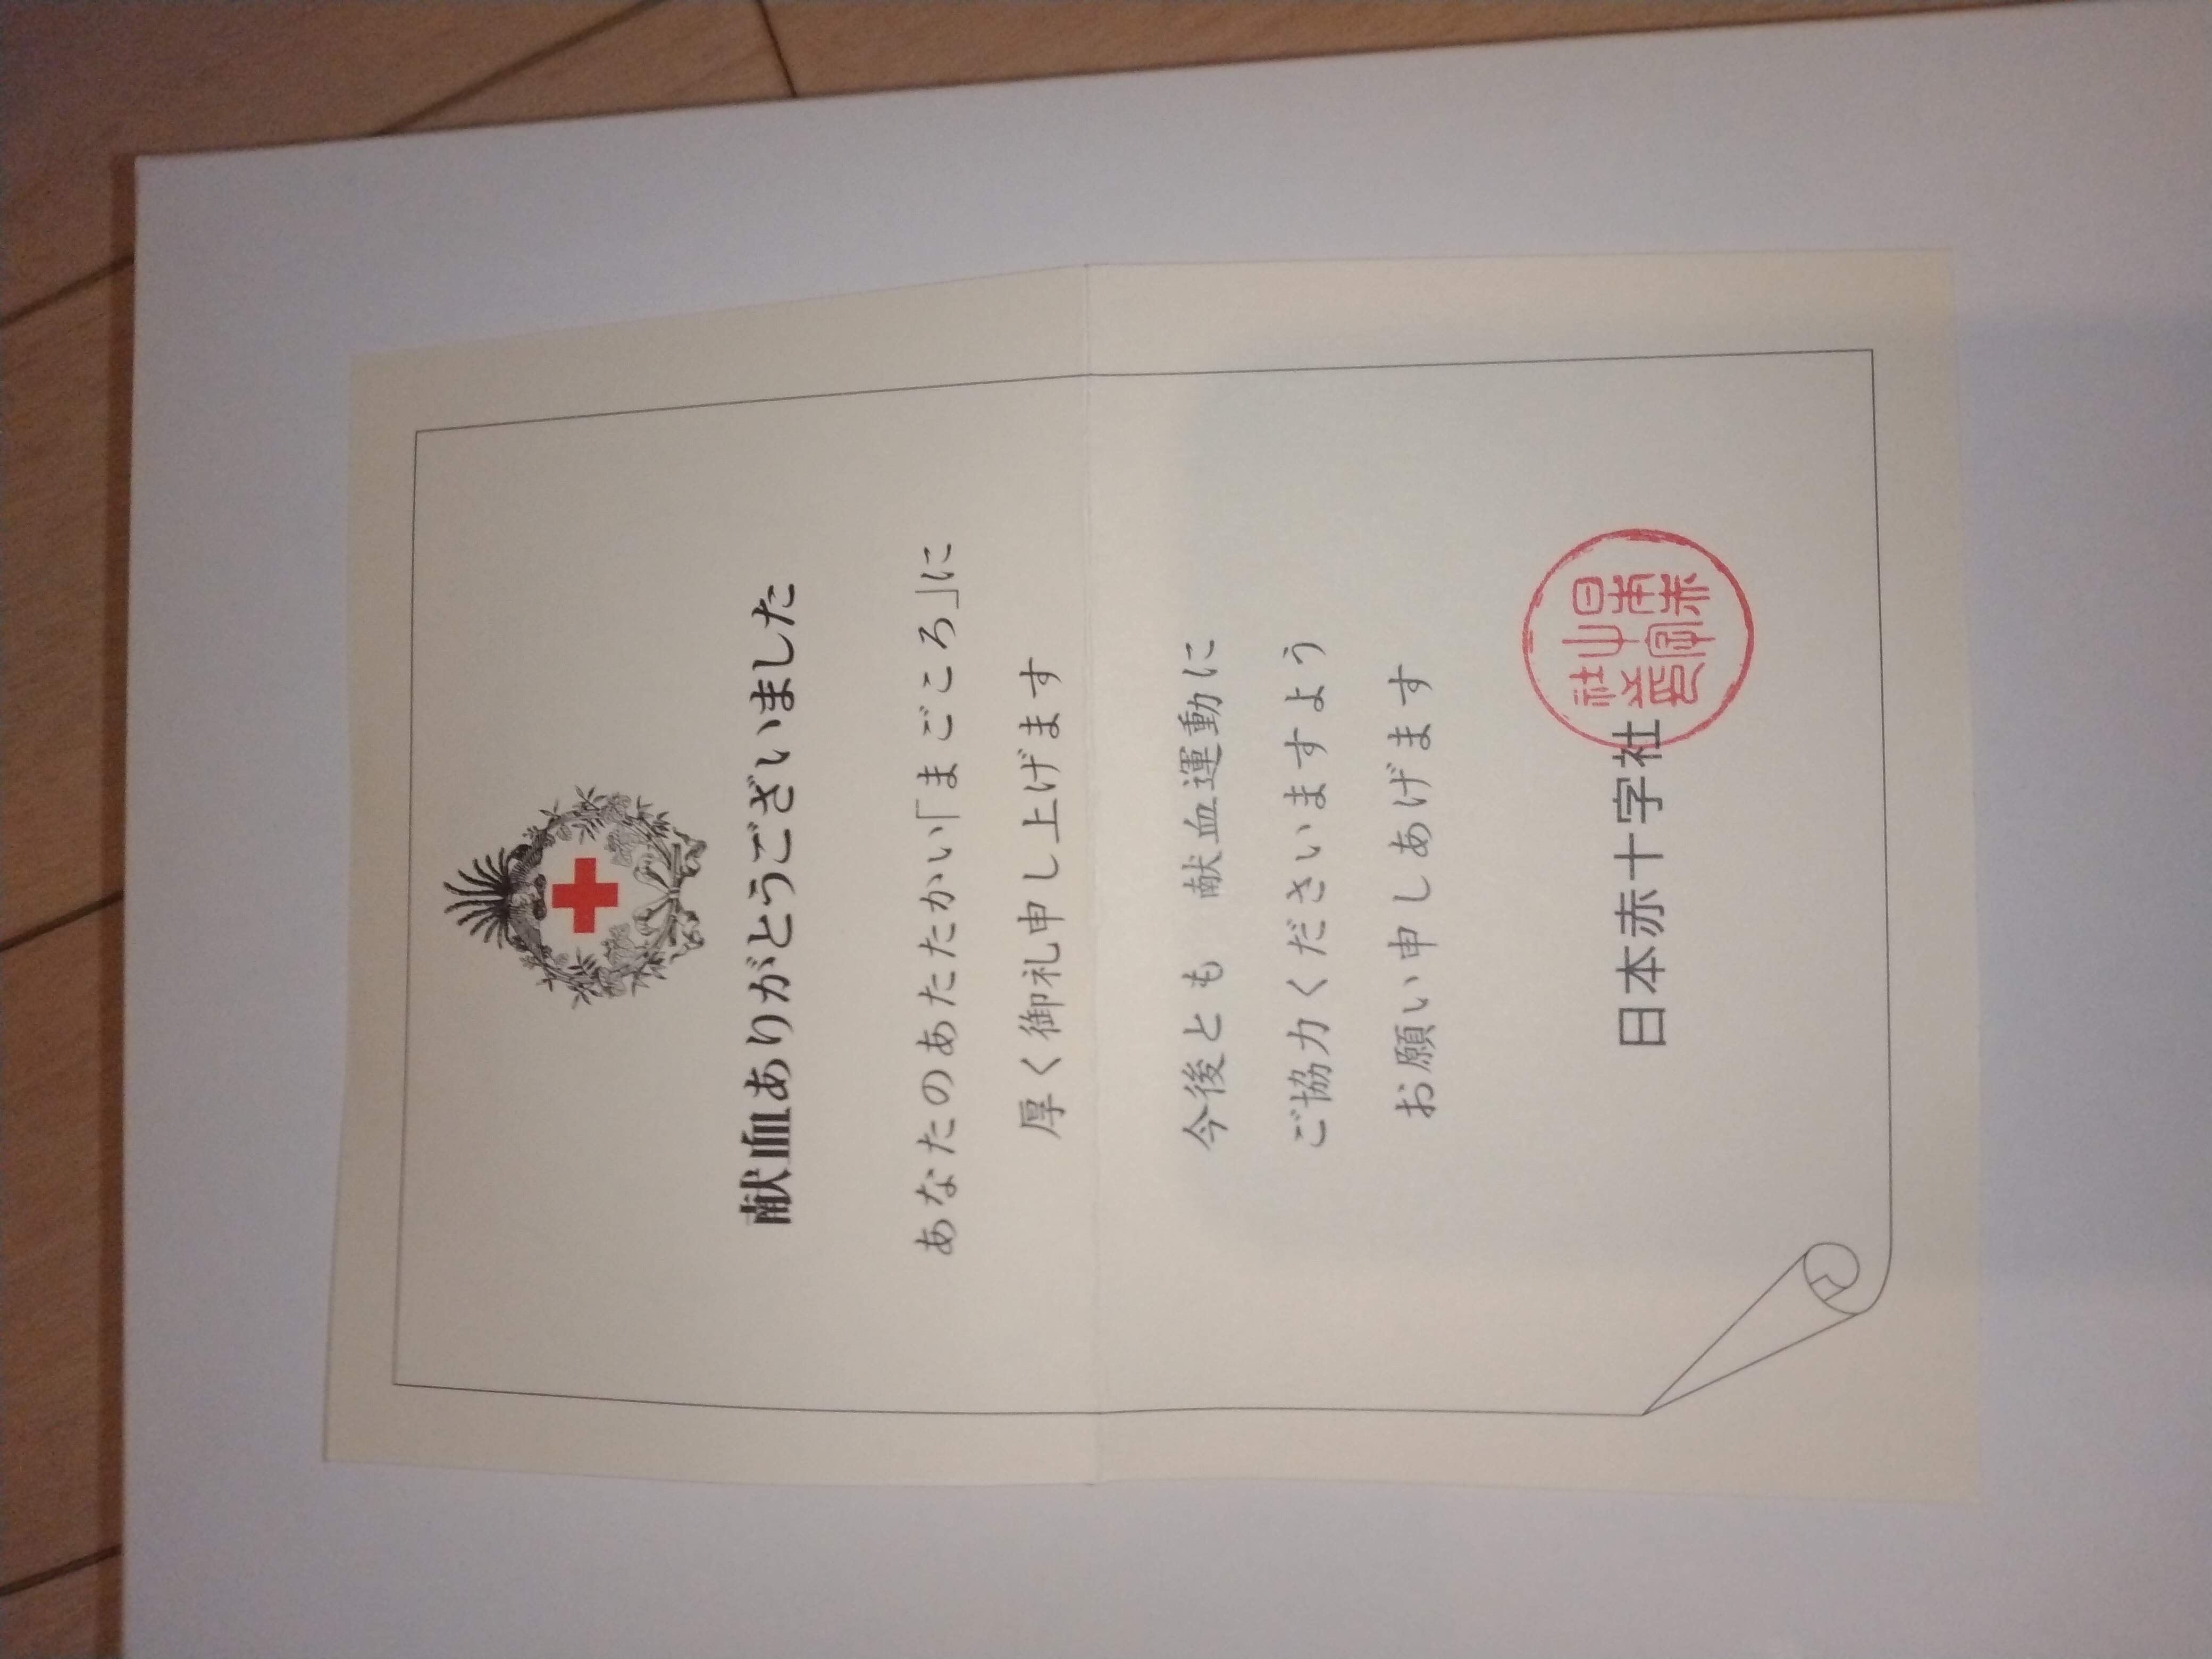 献血ありがとうございました
あなたのあたたかい「まごころ」に
厚く御礼申し上げます
今後とも　献血運動に
ご協力くださいますよう
お願い申しあげます
日本赤十字社